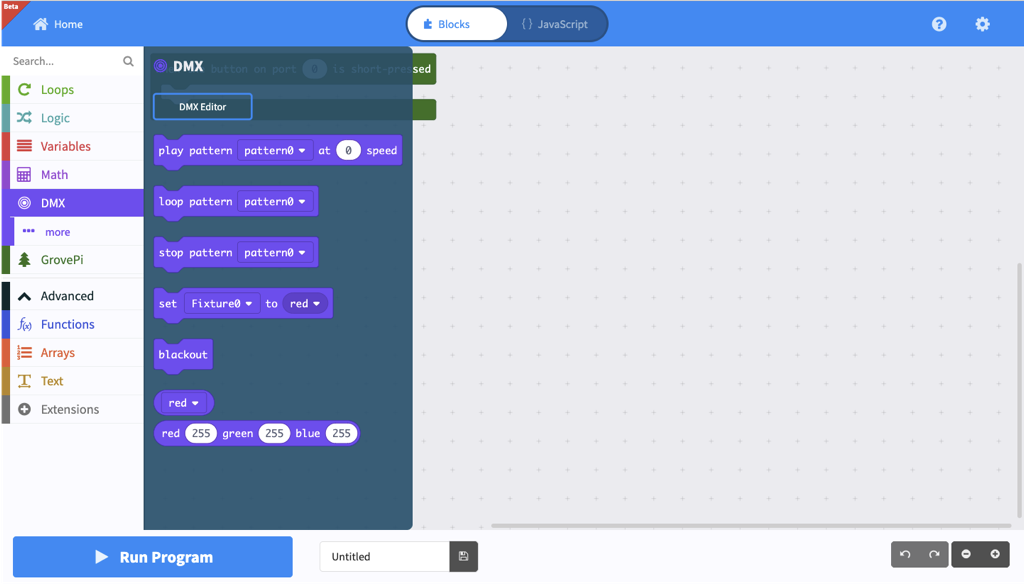 Beta
Home
Blocks
{ } JavaScript
Search...
Loops
Logic
Variables
Math
DMX
more
GrovePi
Advanced
Functions
Arrays
Text
Extensions
DMX
button on port 0 is short-pressed
DMX Editor
play pattern pattern0 at 0 speed
loop pattern pattern0
stop pattern pattern0
set Fixture0 to red
blackout
red
red 255 green 255 blue 255
Run Program
Untitled